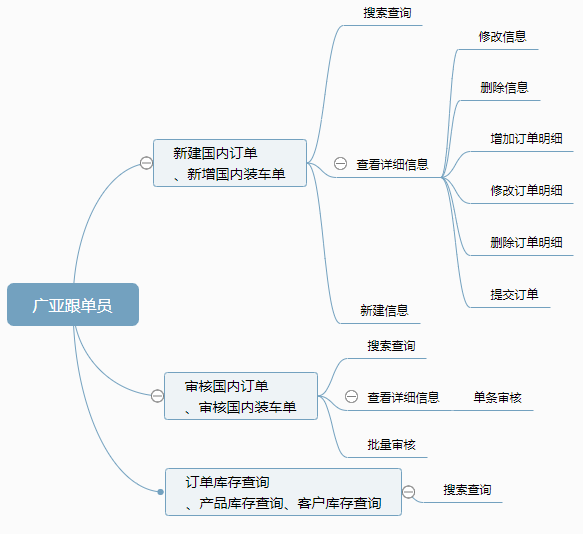 广亚跟单员
新建国内订单
、新增国内装车单
搜索查询
查看详细信息
修改信息
删除信息
增加订单明细
修改订单明细
删除订单明细
提交订单
新建信息
审核国内订单
、审核国内装车单
搜索查询
查看详细信息
单条审核
批量审核
订单库存查询
、产品库存查询、客户库存查询
搜索查询